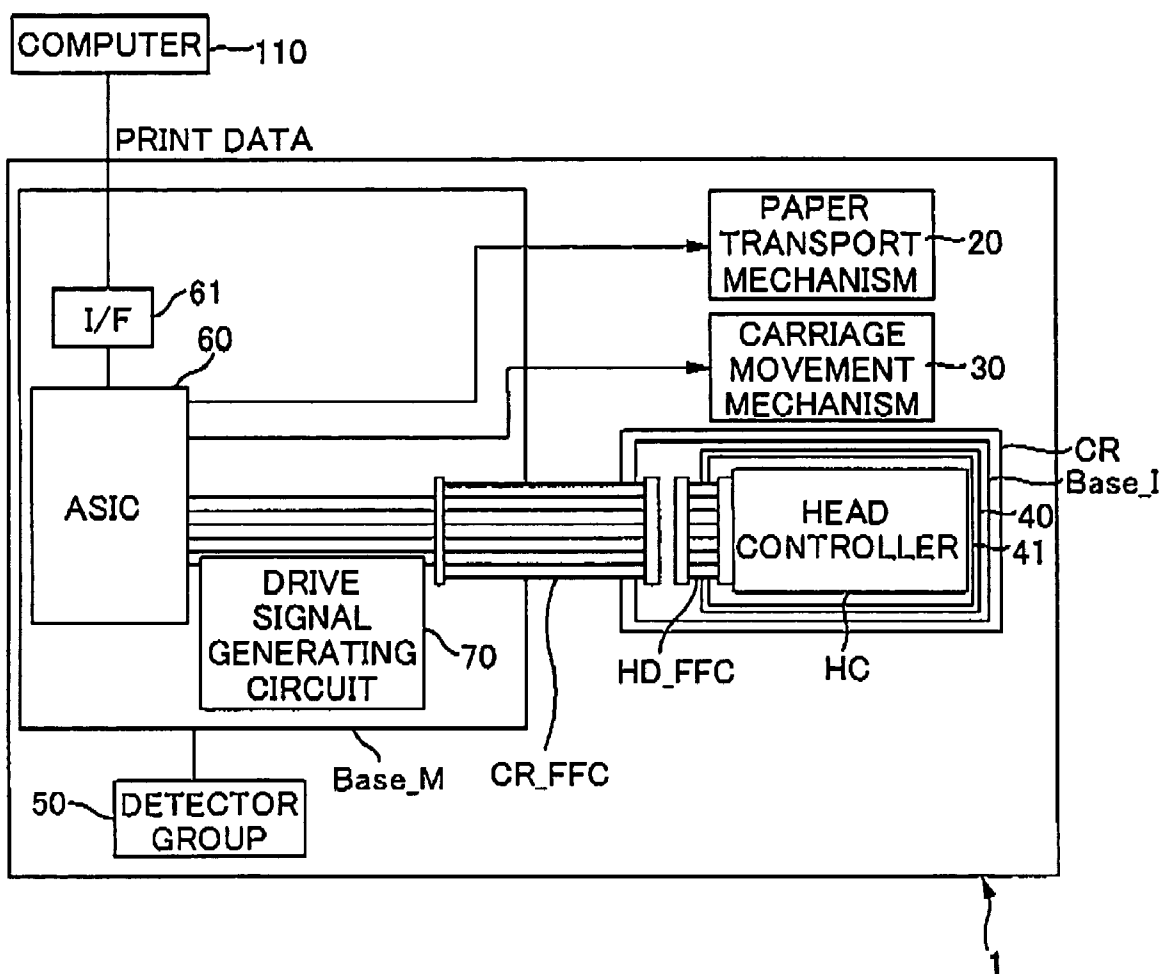 COMPUTER
110
PRINT DATA
PAPER
TRANSPORT
MECHANISM
20
I/F
61
60
CARRIAGE
MOVEMENT
MECHANISM
30
ASIC
CR
Base_I
HEAD
CONTROLLER
40
41
DRIVE
SIGNAL
GENERATING
CIRCUIT
70
HD_FFC
HC
Base_M
CR_FFC
50
DETECTOR
GROUP
1